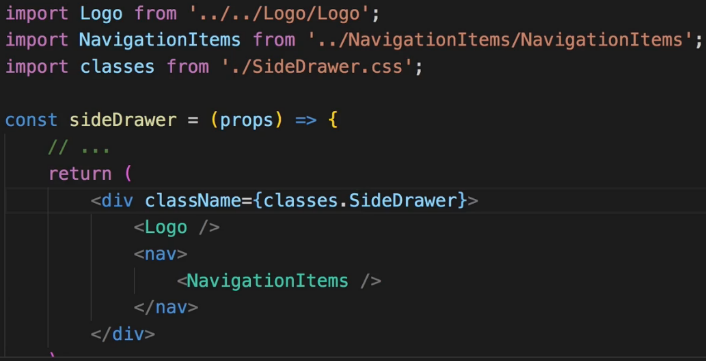 import Logo from '../../Logo/Logo';
import NavigationItems from '../NavigationItems/NavigationItems';
import classes from './SideDrawer.css';
const sideDrawer = (props) => {
// ...
return (
<div className={classes.SideDrawer}>
<Logo />
<nav>
<NavigationItems />
</nav>
</div>